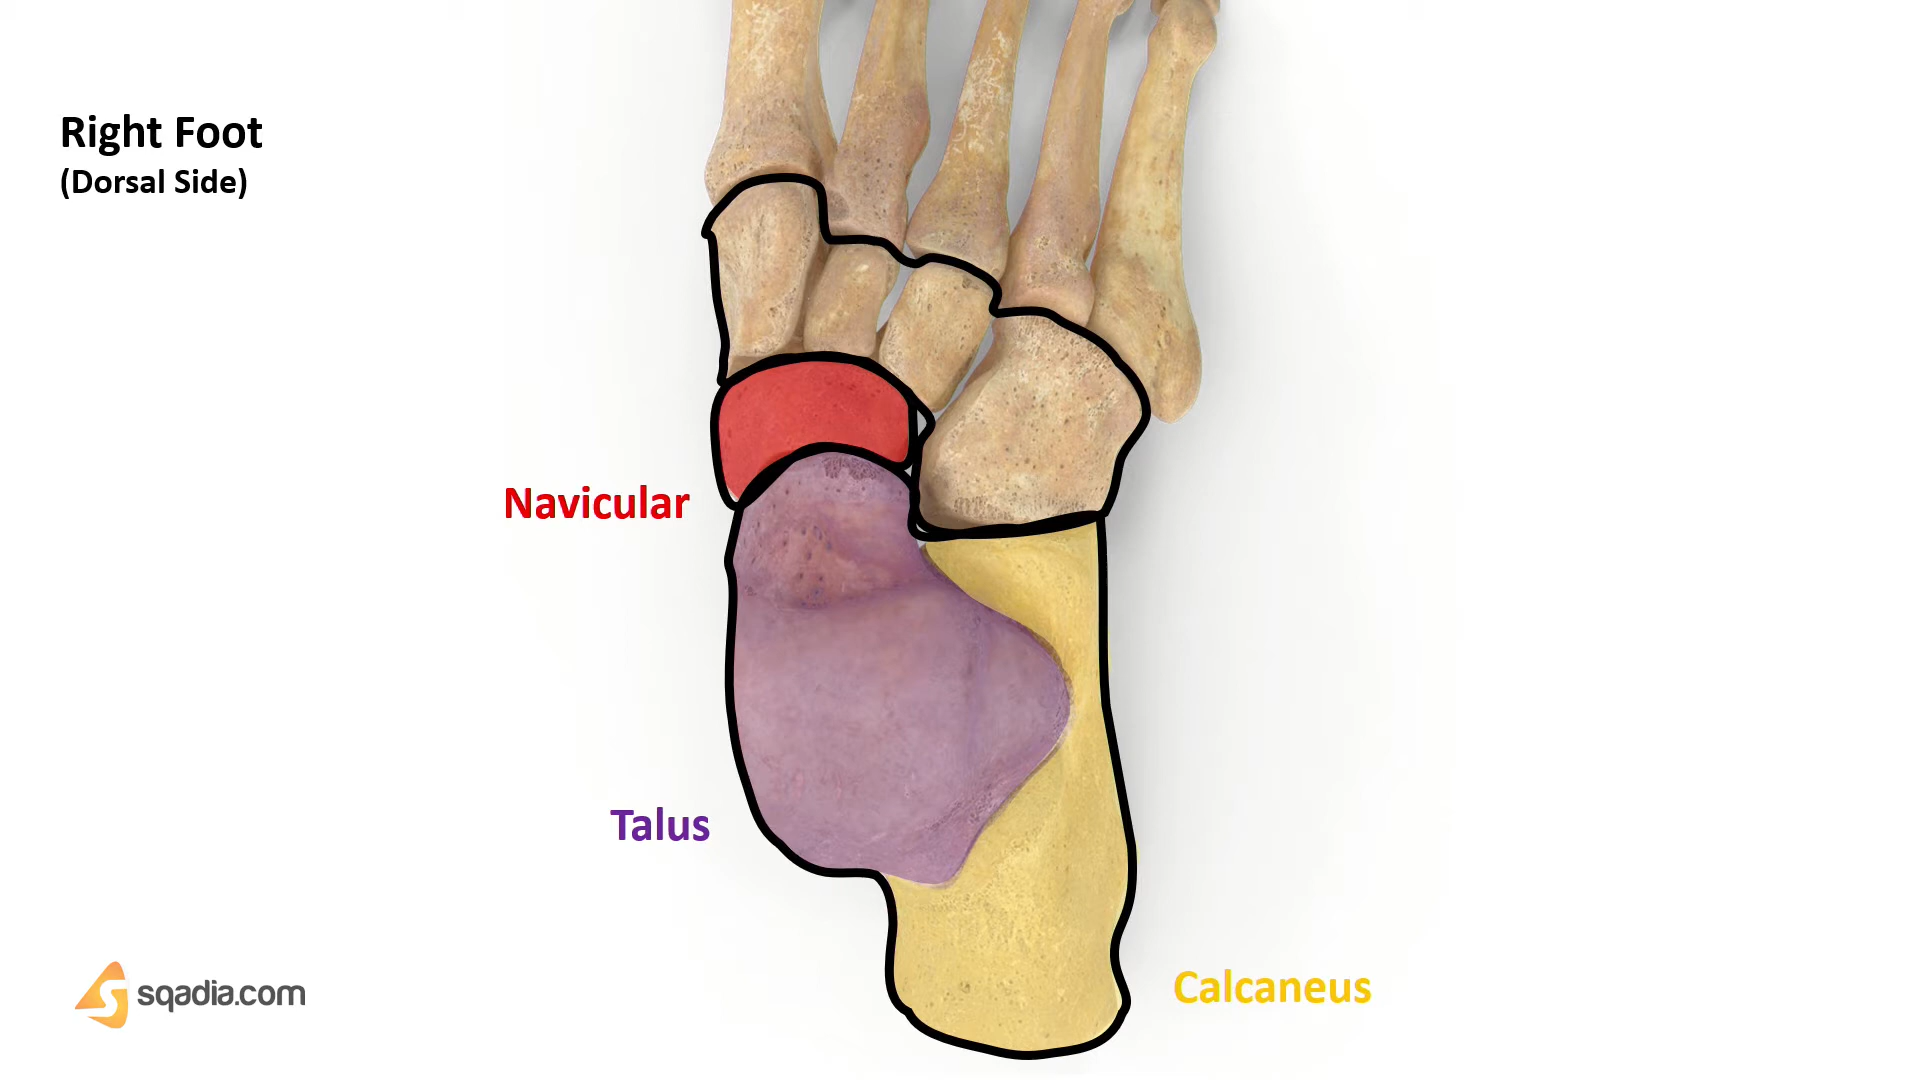 Right Foot
(Dorsal Side)
Navicular
Talus
Calcaneus
sqadia.com